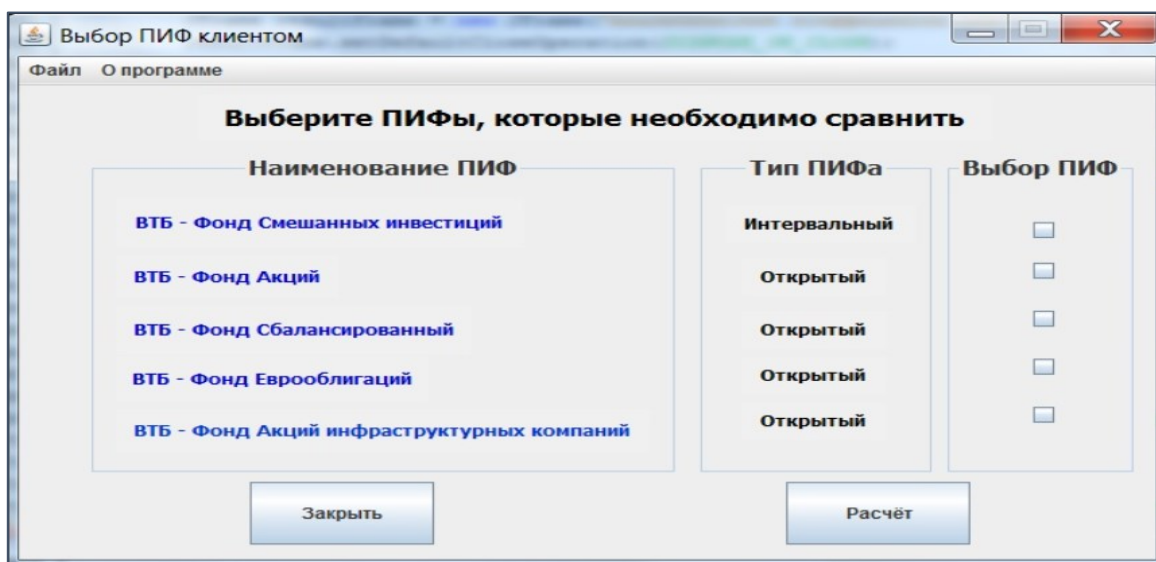 Выбор ПИФ клиентом
Файл О программе
Выберите ПИФы, которые необходимо сравнить
Наименование ПИФ Тип ПИФа Выбор ПИФ
ВТБ - Фонд Смешанных инвестиций Интервальный
ВТБ - Фонд Акций Открытый
ВТБ - Фонд Сбалансированный Открытый
ВТБ - Фонд Еврооблигаций Открытый
ВТБ - Фонд Акций инфраструктурных компаний Открытый
Закрыть Расчёт